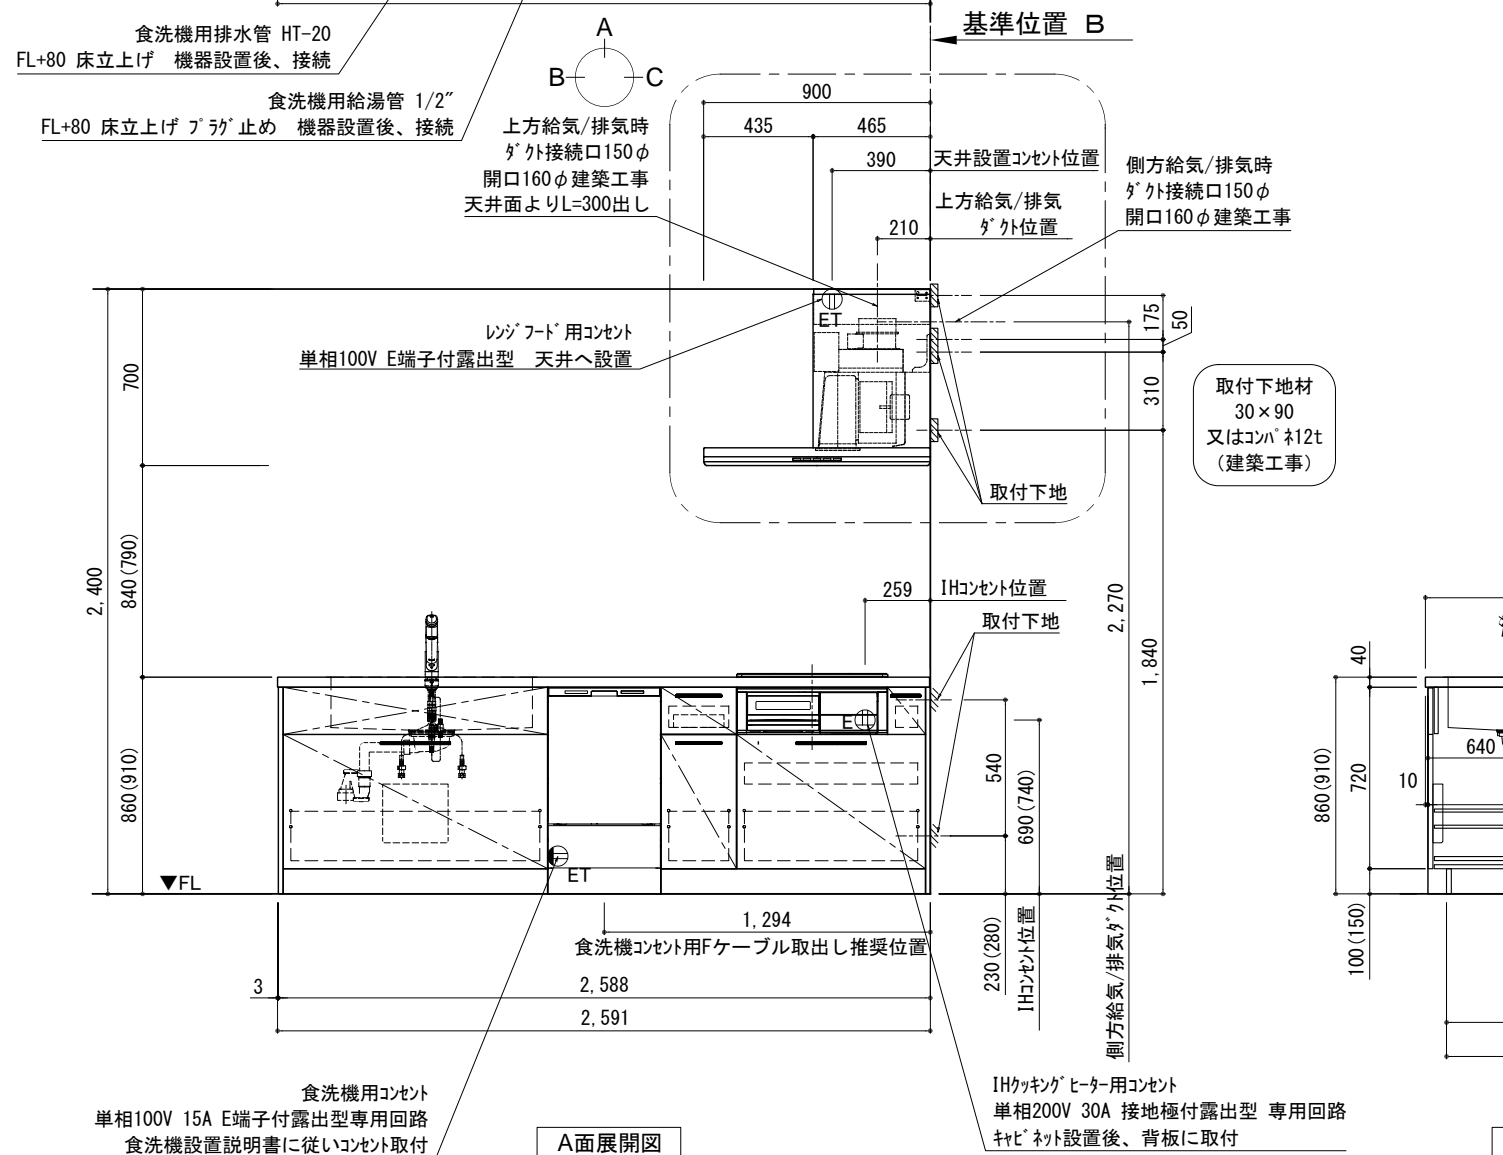 食洗機用排水管 HT-20
FL+80 床立上げ　機器設置後、接続
食洗機用給湯管 1/2″
FL+80 床立上げ ﾌﾟﾗｸﾞ止め　機器設置後、接続
A
B
C
基準位置 B
上方給気/排気時
ﾀﾞｸﾄ接続口150φ
開口160φ建築工事
天井面よりL=300出し
900
435
465
390
天井設置ｺﾝｾﾝﾄ位置
上方給気/排気
ﾀﾞｸﾄ位置
210
側方給気/排気時
ﾀﾞｸﾄ接続口150φ
開口160φ建築工事
ET
ﾚﾝｼﾞﾌｰﾄﾞ用ｺﾝｾﾝﾄ
単相100V E端子付露出型　天井へ設置
175
50
310
取付下地材
30×90
又はｺﾝﾊﾟﾈ12t
(建築工事)
取付下地
700
840(790)
2,400
860(910)
259
IHｺﾝｾﾝﾄ位置
取付下地
2,270
1,840
E
540
690(740)
▼FL
ET
1,294
食洗機ｺﾝｾﾝﾄ用Fケーブル取出し推奨位置
230(280)
IHｺﾝｾﾝﾄ位置
側方給気/排気ﾀﾞｸﾄ位置
3
2,588
2,591
食洗機用ｺﾝｾﾝﾄ
単相100V 15A E端子付露出型専用回路
食洗機設置説明書に従いｺﾝｾﾝﾄ取付
A面展開図
IHｸｯｷﾝｸﾞﾋｰﾀｰ用ｺﾝｾﾝﾄ
単相200V 30A 接地極付露出型 専用回路
ｷｬﾋﾞﾈｯﾄ設置後、背板に取付
40
640
860(910)
720
10
100(150)